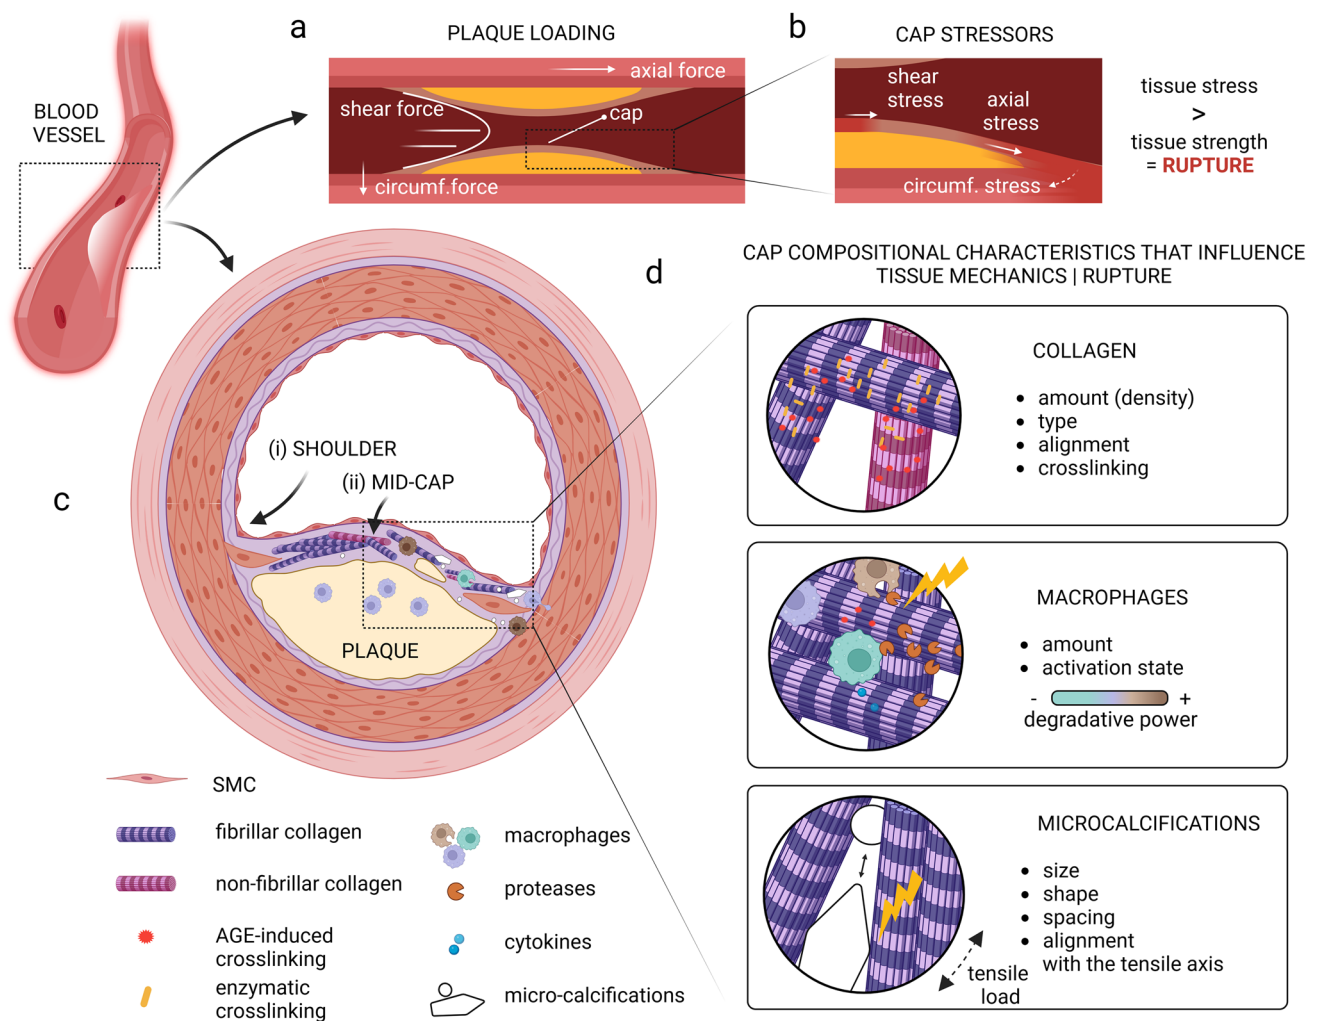 BLOOD
VESSEL
a
PLAQUE LOADING
axial force
shear force
cap
circumf.force
b
CAP STRESSORS
shear
stress
axial
stress
circumf. stress
tissue stress
>
tissue strength
= RUPTURE
c
(i) SHOULDER
(ii) MID-CAP
PLAQUE
SMC
fibrillar collagen
non-fibrillar collagen
AGE-induced
crosslinking
enzymatic
crosslinking
macrophages
proteases
cytokines
micro-calcifications
d
CAP COMPOSITIONAL CHARACTERISTICS THAT INFLUENCE
TISSUE MECHANICS | RUPTURE
COLLAGEN
• amount (density)
• type
• alignment
• crosslinking
MACROPHAGES
• amount
• activation state
- +
degradative power
MICROCALCIFICATIONS
• size
• shape
• spacing
• alignment
with the tensile axis
tensile
load